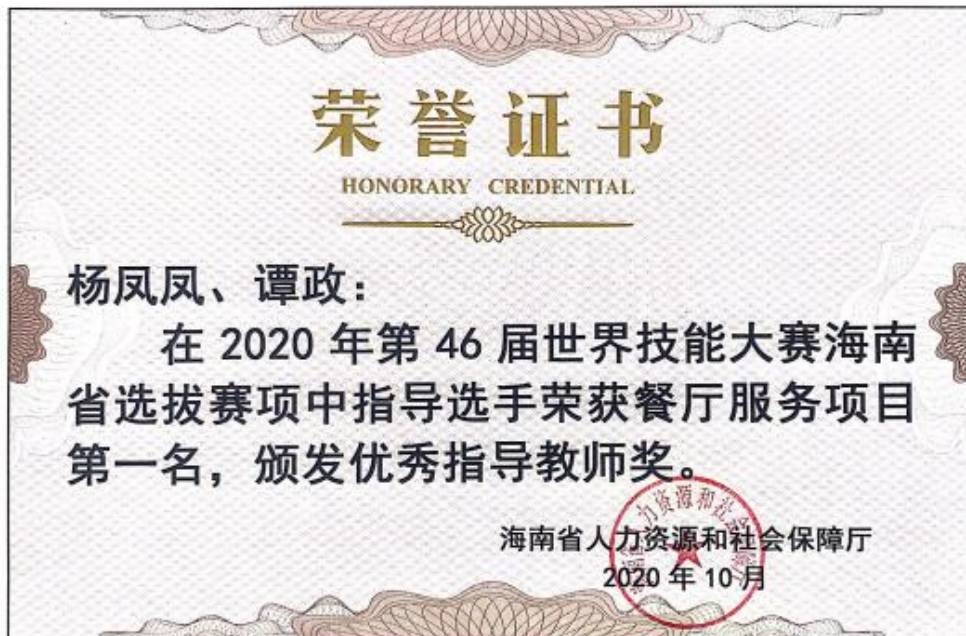 荣誉证书
HONORARY CREDENTIAL
杨凤凤、谭政：
在 2020 年第 46 届世界技能大赛海南
省选拔赛项中指导选手荣获餐厅服务项目
第一名，颁发优秀指导教师奖。
海南省人力资源和社会保障厅
2020 年 10 月